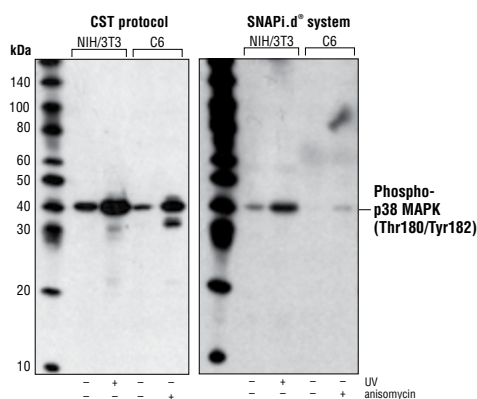 CST protocol
SNAPi.d® system
NIH/3T3 C6 NIH/3T3 C6
kDa
140
100
80
60
50
40
30
20
10
Phospho-
p38 MAPK
(Thr180/Tyr182)
– + – – – + – – UV
– – – + – – – + anisomycin